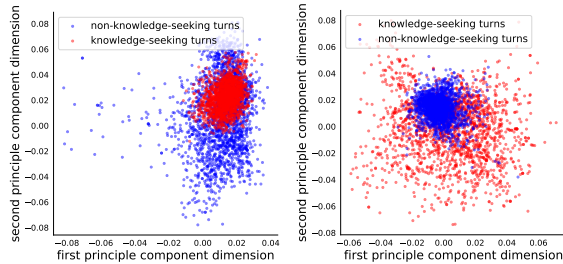 non-knowledge-seeking turns
knowledge-seeking turns
second principle component dimension
0.08
0.06
0.04
0.02
0.00
−0.02
−0.04
−0.06
−0.08
−0.08 −0.06 −0.04 −0.02 0.00 0.02 0.04
first principle component dimension
knowledge-seeking turns
non-knowledge-seeking turns
second principle component dimension
0.08
0.06
0.04
0.02
0.00
−0.02
−0.04
−0.06
−0.08
−0.06 −0.04 −0.02 0.00 0.02 0.04 0.06
first principle component dimension